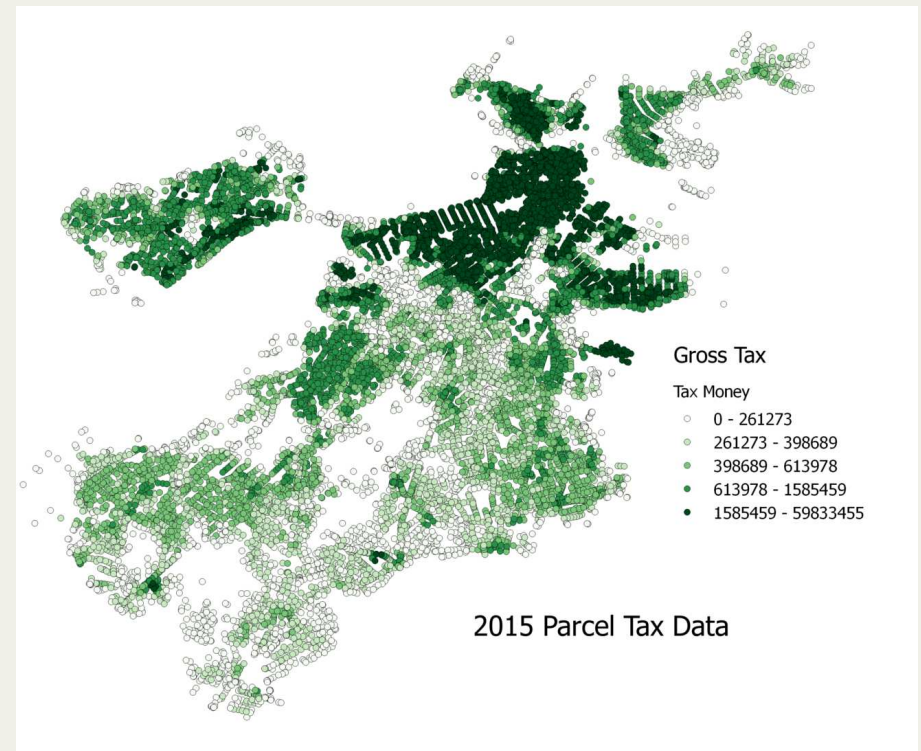 Gross Tax
Tax Money
0 - 261273
261273 - 398689
398689 - 613978
613978 - 1585459
1585459 - 59833455
2015 Parcel Tax Data